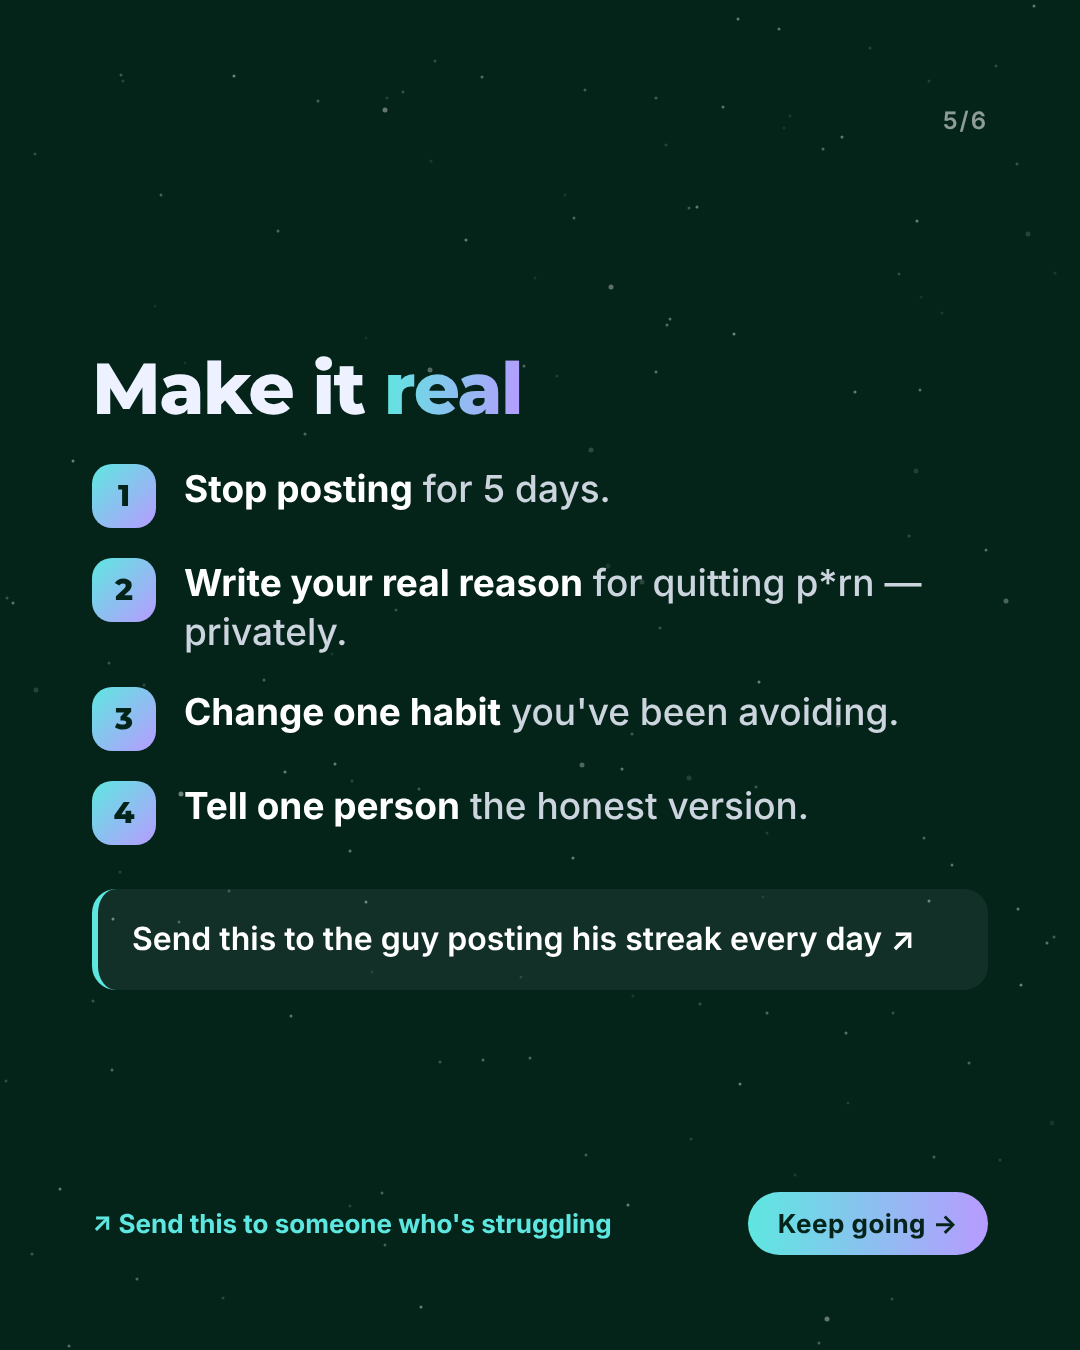 5/6
Make it real
1 Stop posting for 5 days.
2 Write your real reason for quitting p*rn —
privately.
3 Change one habit you've been avoiding.
4 Tell one person the honest version.
Send this to the guy posting his streak every day ↗
↗ Send this to someone who's struggling
Keep going →